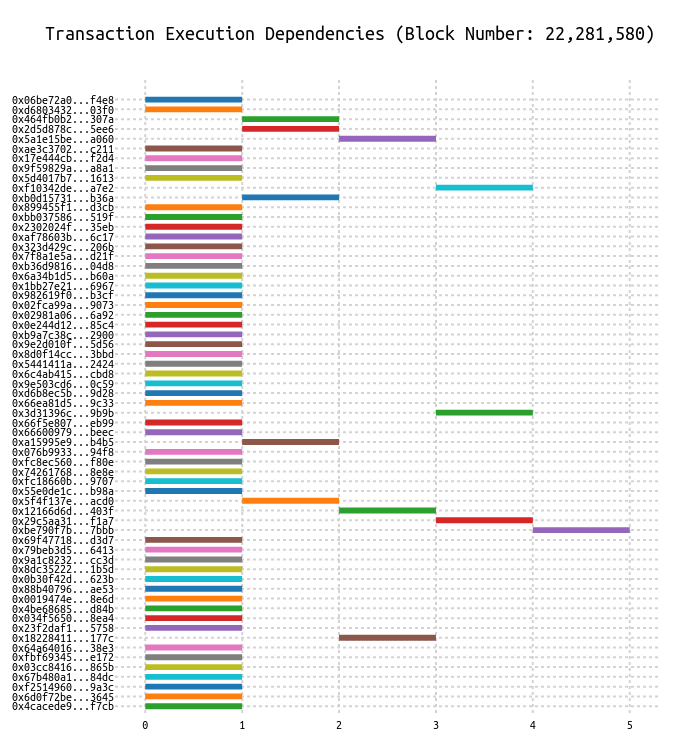 Transaction Execution Dependencies (Block Number: 22,281,580)
0x06be72a0...f4e8
0xd6803432...03f0
0x464fb0b2...307a
0x2d5d878c...5ee6
0x5a1e15be...a060
0xae3c3702...c211
0x17e444cb...f2d4
0x9f59829a...a8a1
0x5d4017b7...1613
0xf10342de...a7e2
0xb0d15731...b36a
0x899455f1...d3cb
0xbb037586...519f
0x2302024f...35eb
0xaf78603b...6c17
0x323d429c...206b
0x7f8a1e5a...d21f
0xb36d9816...04d8
0x6a34b1d5...b60a
0x1bb27e21...6967
0x982619f0...b3cf
0x02fca99a...9073
0x02981a06...6a92
0x0e244d12...85c4
0xb9a7c38c...2900
0x9e2d010f...5d56
0x8d0f14cc...3bbd
0x5441411a...2424
0x6c4ab415...cbd8
0x9e503cd6...0c59
0xd6b8ec5b...9d28
0x66ea81d5...9c33
0x3d31396c...9b9b
0x66f5e807...eb99
0x66600979...beec
0xa15995e9...b4b5
0x076b9933...94f8
0xfc8ec560...f80e
0x74261768...8e8e
0xfc18660b...9707
0x55e0de1c...b98a
0x5f4f137e...acd0
0x12166d6d...403f
0x29c5aa31...f1a7
0xbe790f7b...7bbb
0x69f47718...d3d7
0x79beb3d5...6413
0x9a1c8232...cc3d
0x8dc35222...1b5d
0x0b30f42d...623b
0x88b40796...ae53
0x0019474e...8e6d
0x4be68685...d84b
0x034f5650...8ea4
0x23f2daf1...5758
0x18228411...177c
0x64a64016...38e3
0xfbf69345...e172
0x03cc8416...865b
0x67b480a1...84dc
0xf2514960...9a3c
0x6d0f72be...3645
0x4cacede9...f7cb
0 1 2 3 4 5